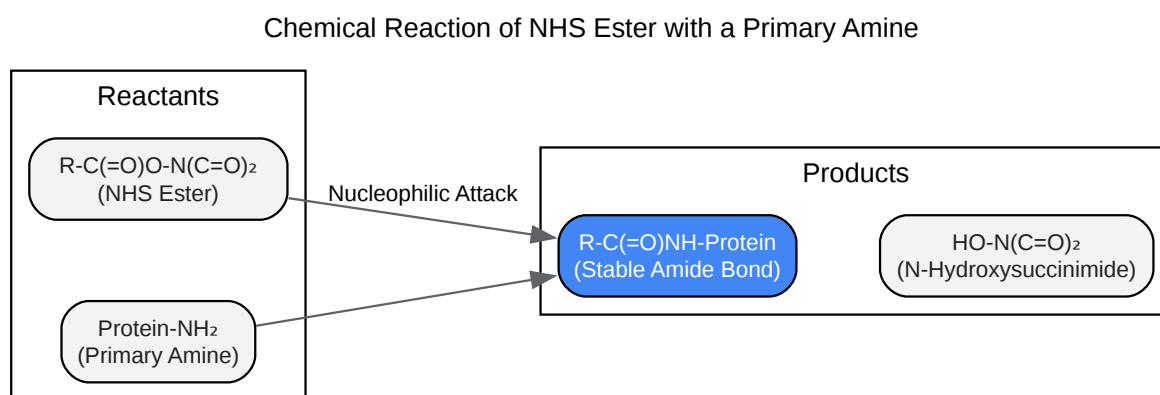 Chemical Reaction of NHS Ester with a Primary Amine
Reactants
R-C(=O)O-N(C=O)₂
(NHS Ester)
Nucleophilic Attack
Protein-NH₂
(Primary Amine)
Products
R-C(=O)NH-Protein
(Stable Amide Bond)
HO-N(C=O)₂
(N-Hydroxysuccinimide)